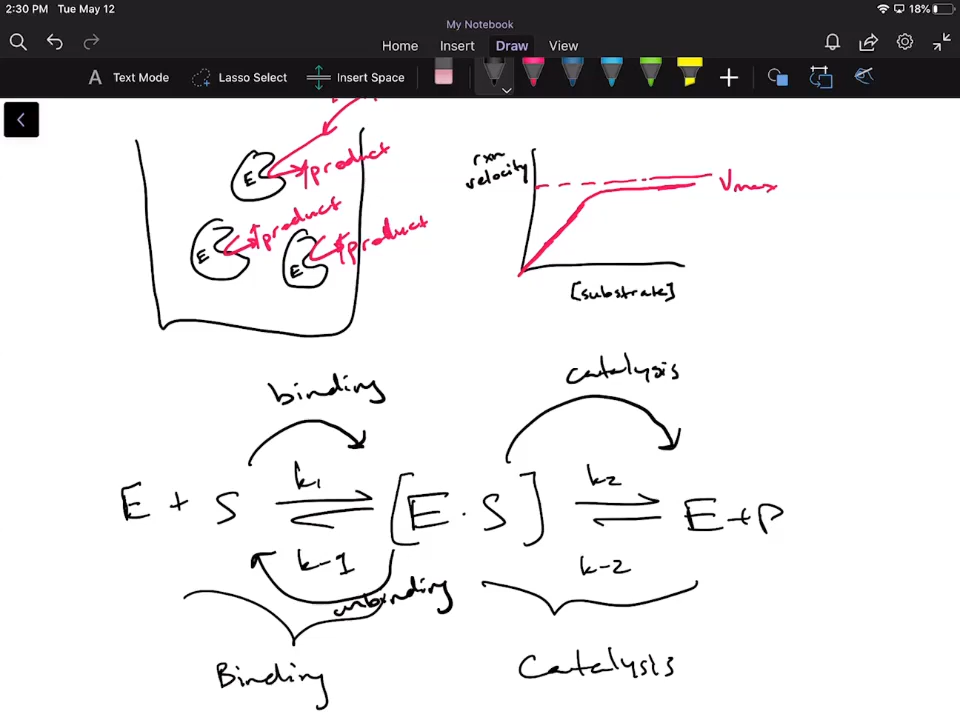 2:30 PM Tue May 12
18%
My Notebook
Home Insert Draw View
A Text Mode Lasso Select Insert Space
E product
E product
E product
rxn velocity
Vmax
[substrate]
binding
catalysis
E + S k1 k-1 [E · S] k2 k-2 E+P
unbinding
Binding
Catalysis